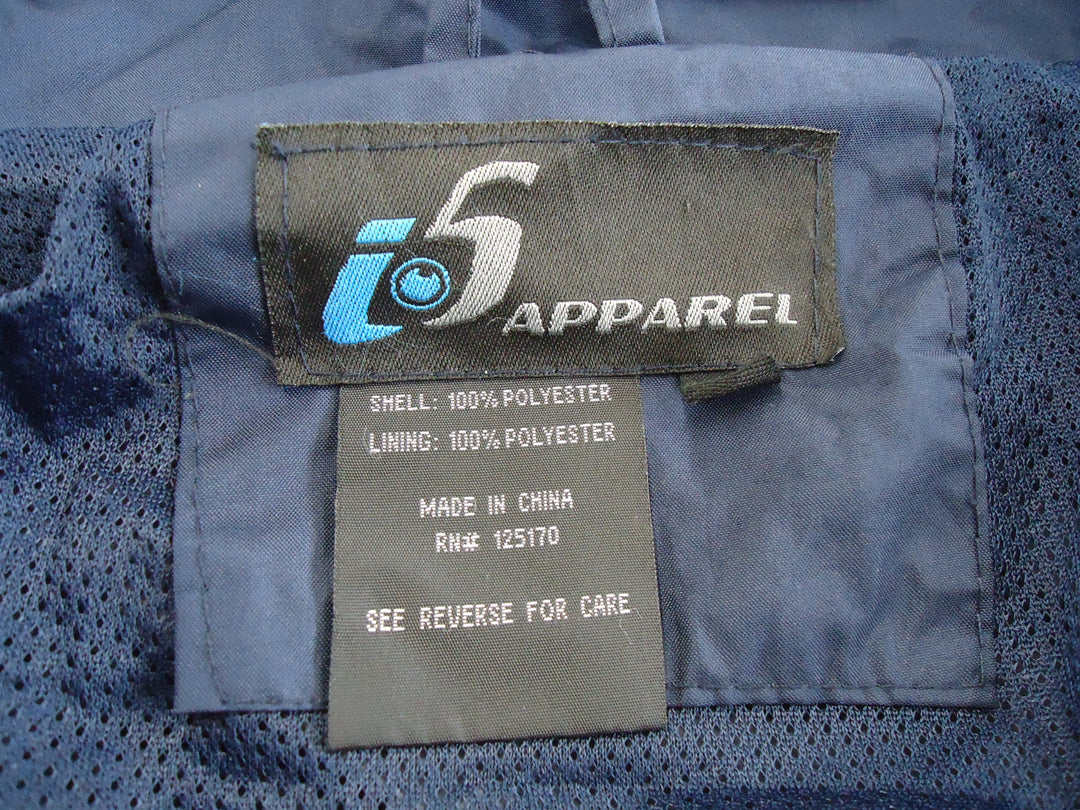 i5 APPAREL
SHELL: 100% POLYESTER
LINING: 100% POLYESTER
MADE IN CHINA
RN# 125170
SEE REVERSE FOR CARE